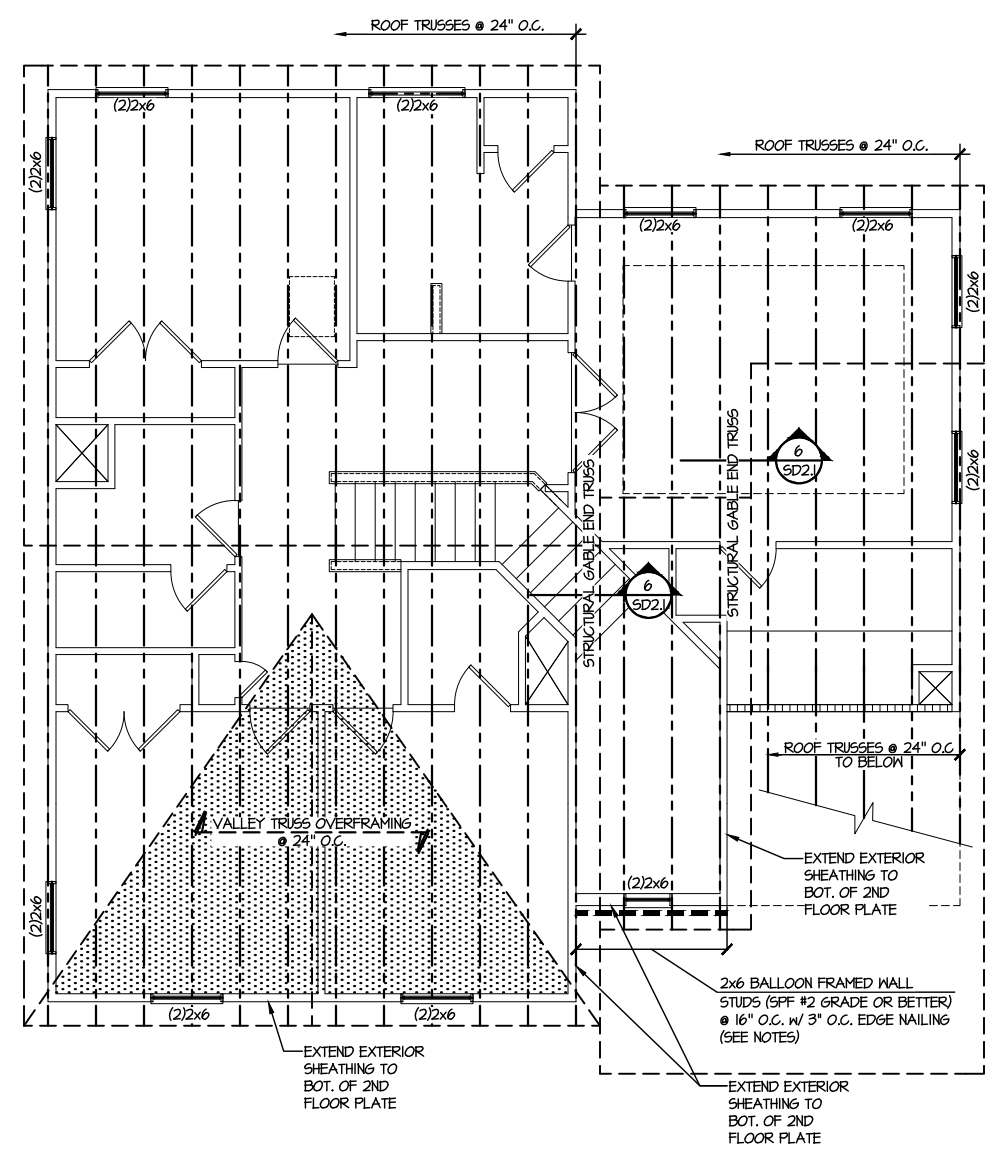 ROOF TRUSSES @ 24" O.C.
(2)2x6
(2)2x6
(2)2x6
ROOF TRUSSES @ 24" O.C.
(2)2x6
(2)2x6
(2)2x6
(2)2x6
STRUCTURAL GABLE END TRUSS
STRUCTURAL GABLE END TRUSS
6
SD2.1
6
SD2.1
ROOF TRUSSES @ 24" O.C.
TO BELOW
VALLEY TRUSS OVERFRAMING
@ 24" O.C.
(2)2x6
(2)2x6
EXTEND EXTERIOR
SHEATHING TO
BOT. OF 2ND
FLOOR PLATE
2x6 BALLOON FRAMED WALL
STUDS (SPF #2 GRADE OR BETTER)
@ 16" O.C. W/ 3" O.C. EDGE NAILING
(SEE NOTES)
(2)2x6
(2)2x6
EXTEND EXTERIOR
SHEATHING TO
BOT. OF 2ND
FLOOR PLATE
EXTEND EXTERIOR
SHEATHING TO
BOT. OF 2ND
FLOOR PLATE